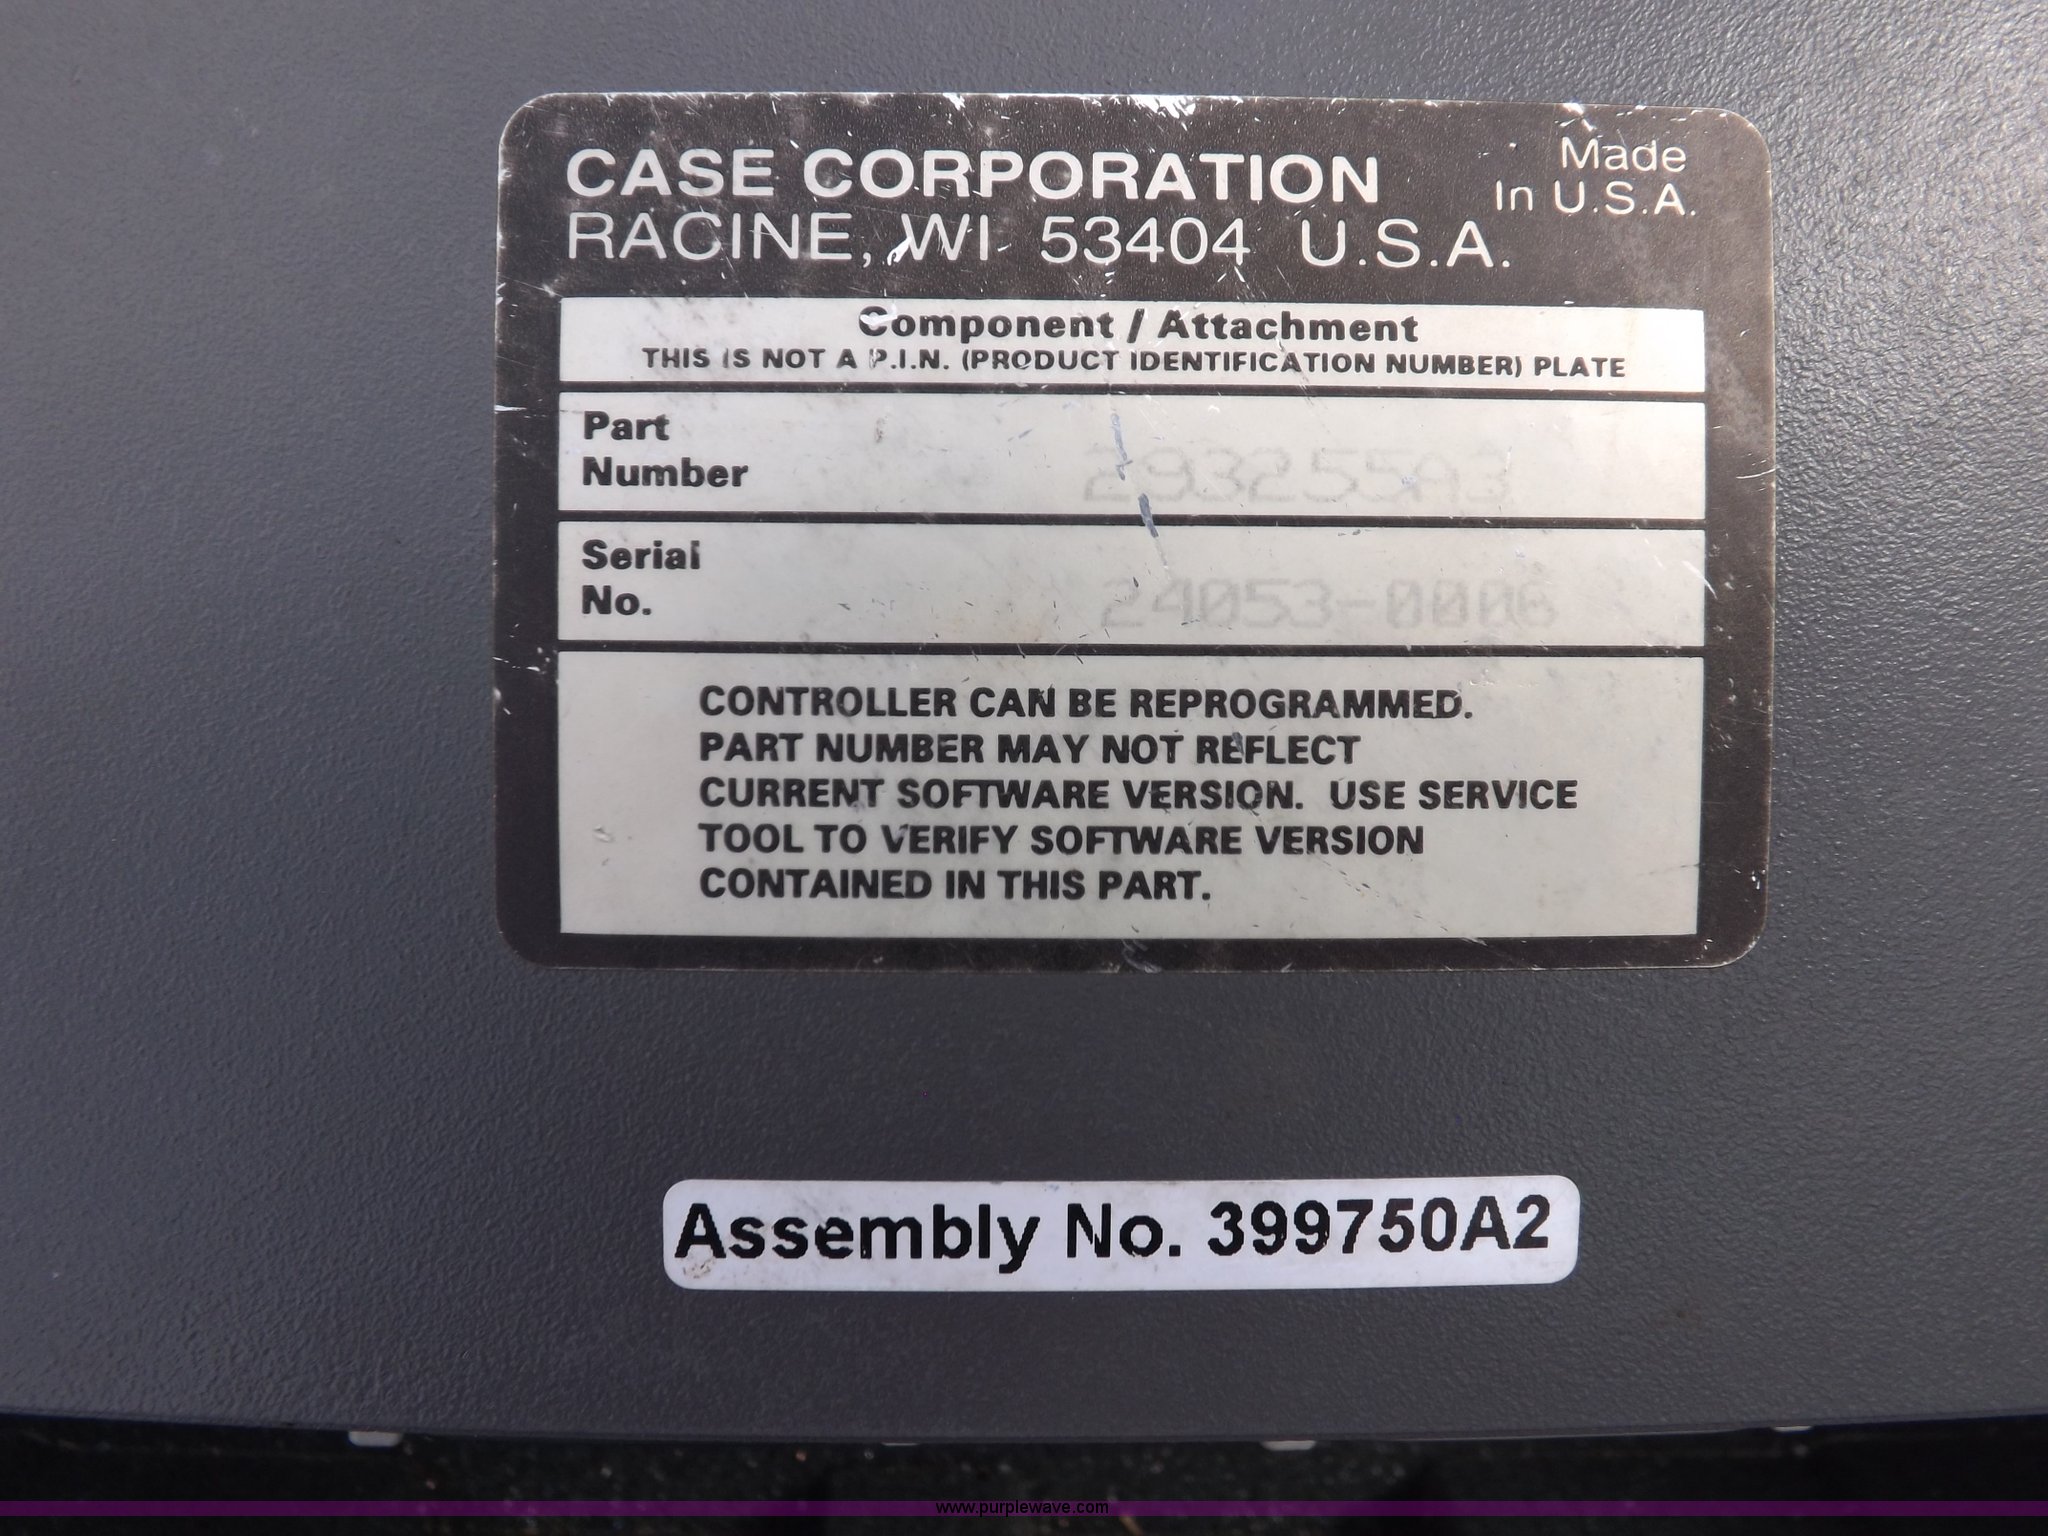 CASE CORPORATION
Made
In U.S.A.
RACINE, WI 53404 U.S.A.
Component / Attachment
THIS IS NOT A P.I.N. (PRODUCT IDENTIFICATION NUMBER) PLATE
Part
Number
293255A3
Serial
No.
24053-0006
CONTROLLER CAN BE REPROGRAMMED.
PART NUMBER MAY NOT REFLECT
CURRENT SOFTWARE VERSION. USE SERVICE
TOOL TO VERIFY SOFTWARE VERSION
CONTAINED IN THIS PART.
Assembly No. 399750A2
www.purplewave.com